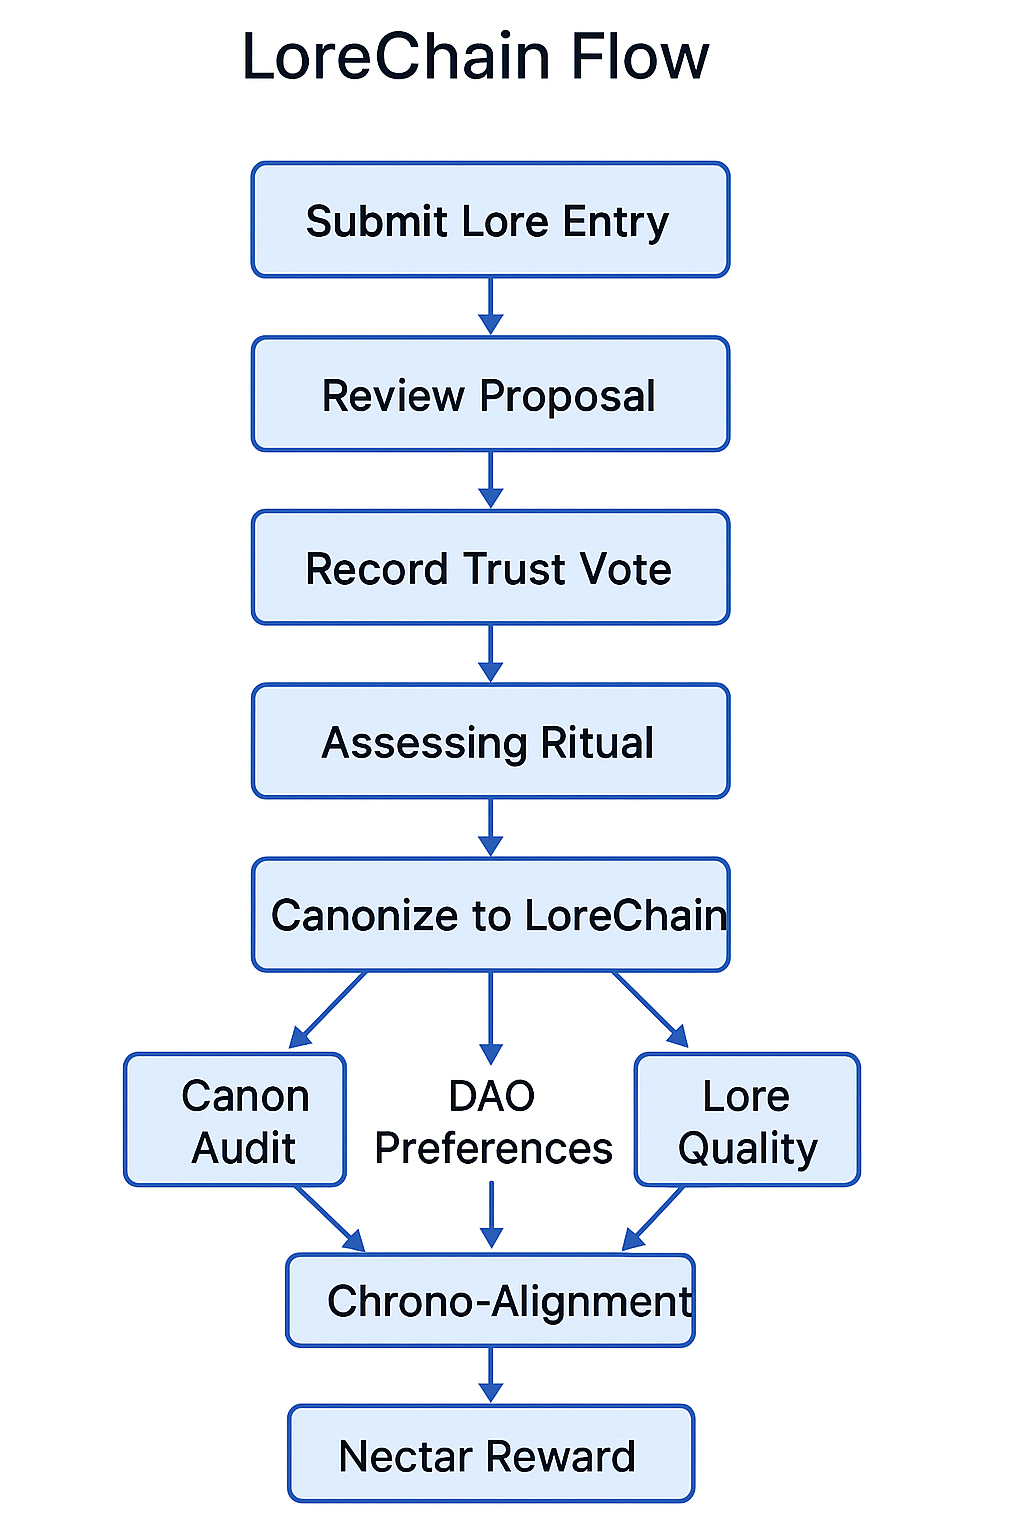 LoreChain Flow
Submit Lore Entry
Review Proposal
Record Trust Vote
Assessing Ritual
Canonize to LoreChain
Canon
Audit
DAO
Preferences
Lore
Quality
Chrono-Alignment
Nectar Reward